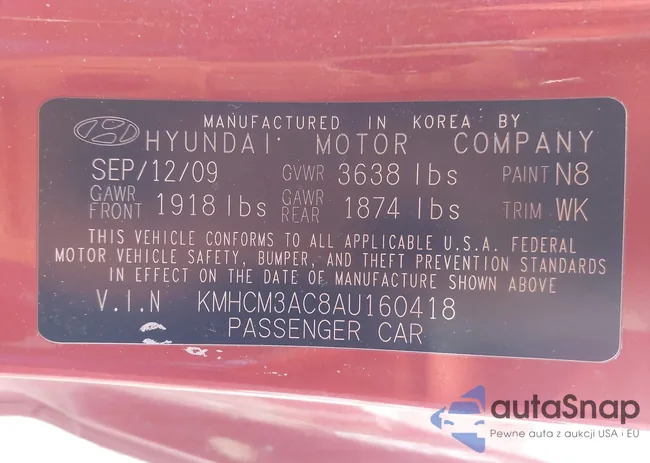 MANUFACTURED IN KOREA BY
HYUNDAI MOTOR COMPANY
SEP/12/09 GVWR 3638 lbs PAINT N8
GAWR FRONT 1918 lbs GAWR REAR 1874 lbs TRIM WK
THIS VEHICLE CONFORMS TO ALL APPLICABLE U.S.A. FEDERAL
MOTOR VEHICLE SAFETY, BUMPER, AND THEFT PREVENTION STANDARDS
IN EFFECT ON THE DATE OF MANUFACTURE SHOWN ABOVE
V.I.N KMHCM3AC8AU160418
PASSENGER CAR
autaSnap
Pewne auta z aukcji USA i EU